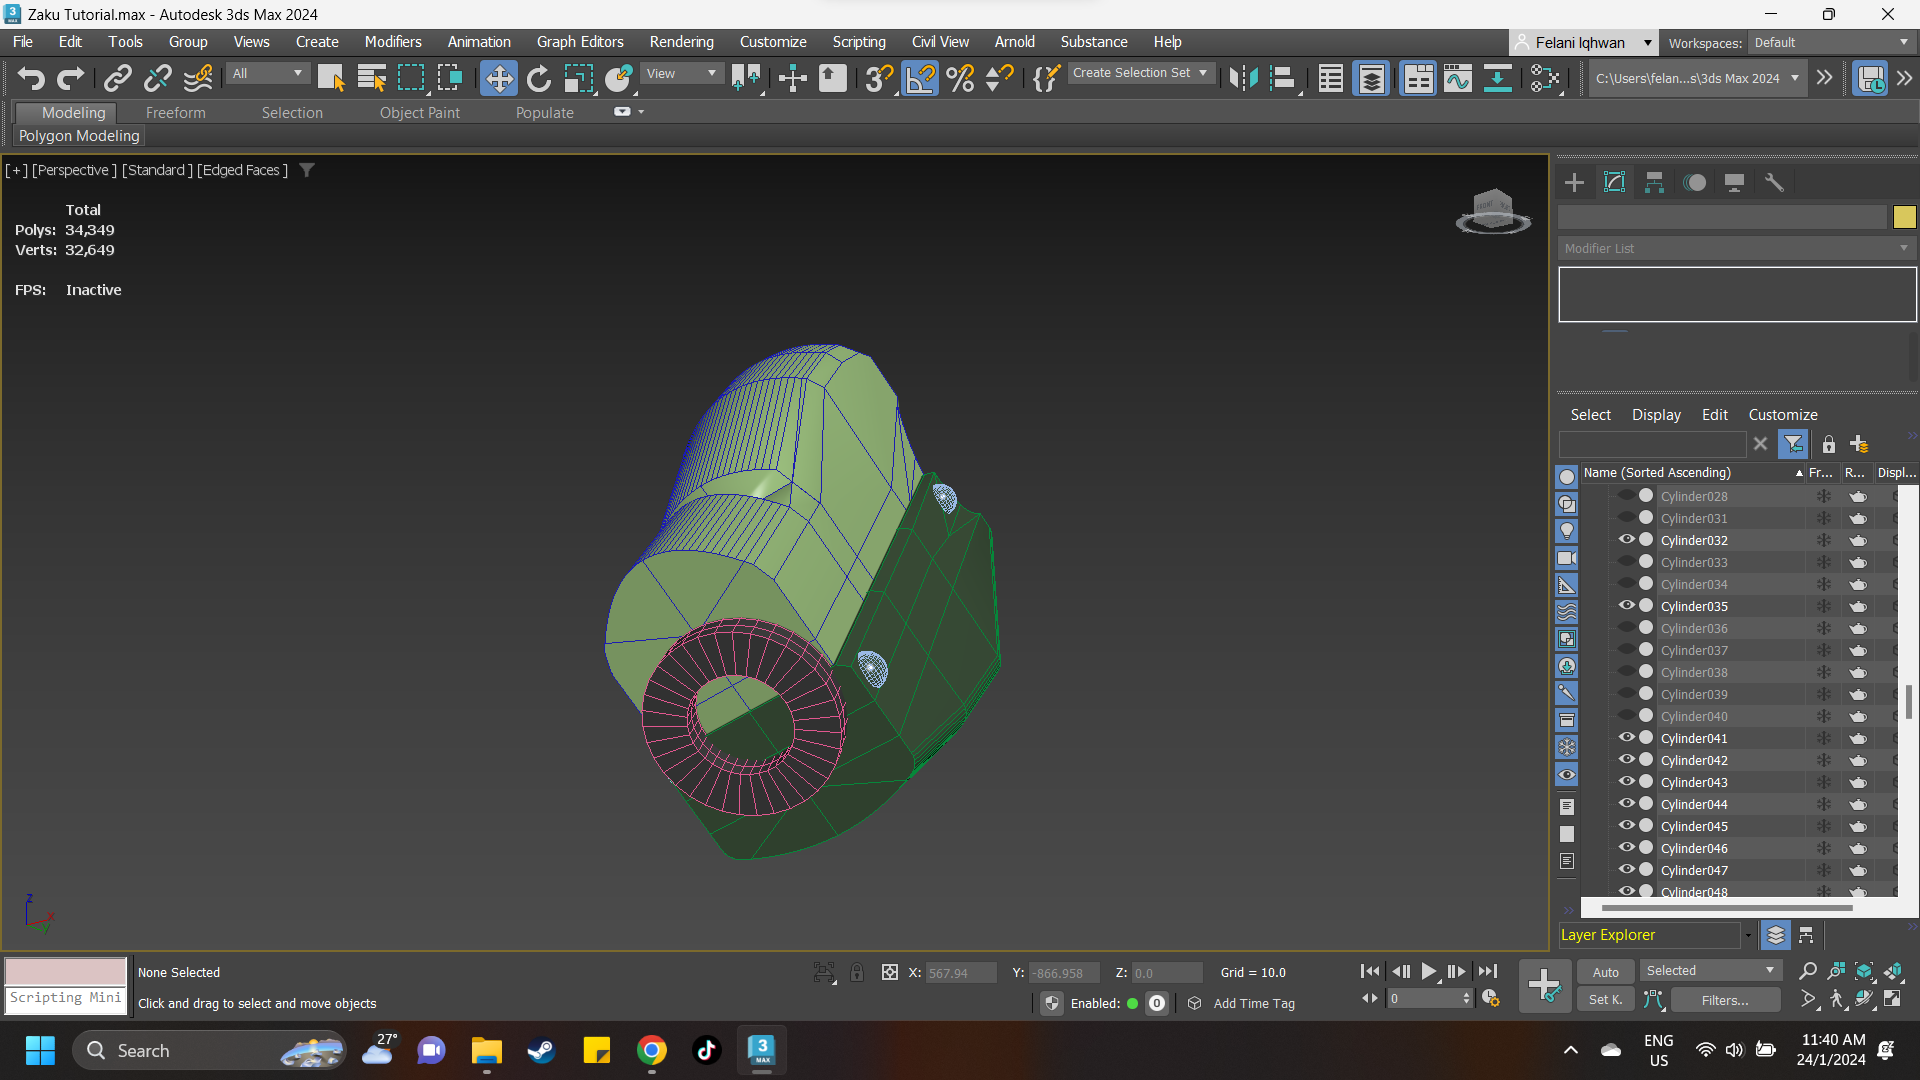 Zaku Tutorial.max - Autodesk 3ds Max 2024
File Edit Tools Group Views Create Modifiers Animation Graph Editors Rendering Customize Scripting Civil View Arnold Substance Help
Felani Iqhwan Workspaces: Default
All View Create Selection Set C:\Users\felan...s\3ds Max 2024
Modeling Freeform Selection Object Paint Populate
Polygon Modeling
[+] [Perspective ] [Standard ] [Edged Faces ]
Total
Polys: 34,349
Verts: 32,649
FPS: Inactive
FRONT
Modifier List
Select Display Edit Customize
Name (Sorted Ascending) Fr... R... Displ...
Cylinder028
Cylinder031
Cylinder032
Cylinder033
Cylinder034
Cylinder035
Cylinder036
Cylinder037
Cylinder038
Cylinder039
Cylinder040
Cylinder041
Cylinder042
Cylinder043
Cylinder044
Cylinder045
Cylinder046
Cylinder047
Cylinder048
Layer Explorer
z x y
None Selected X: 567.94 Y: -866.958 Z: 0.0 Grid = 10.0
Scripting Mini Click and drag to select and move objects Enabled: 0 Add Time Tag
0
Auto Selected
Set K. Filters...
Search 27° 3 MAX ENG US 11:40 AM 24/1/2024